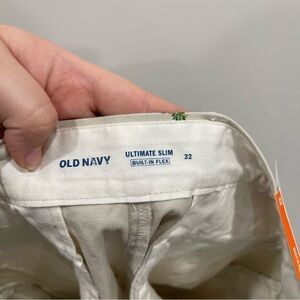 OLD NAVY
ULTIMATE SLIM
BUILT-IN FLEX
32